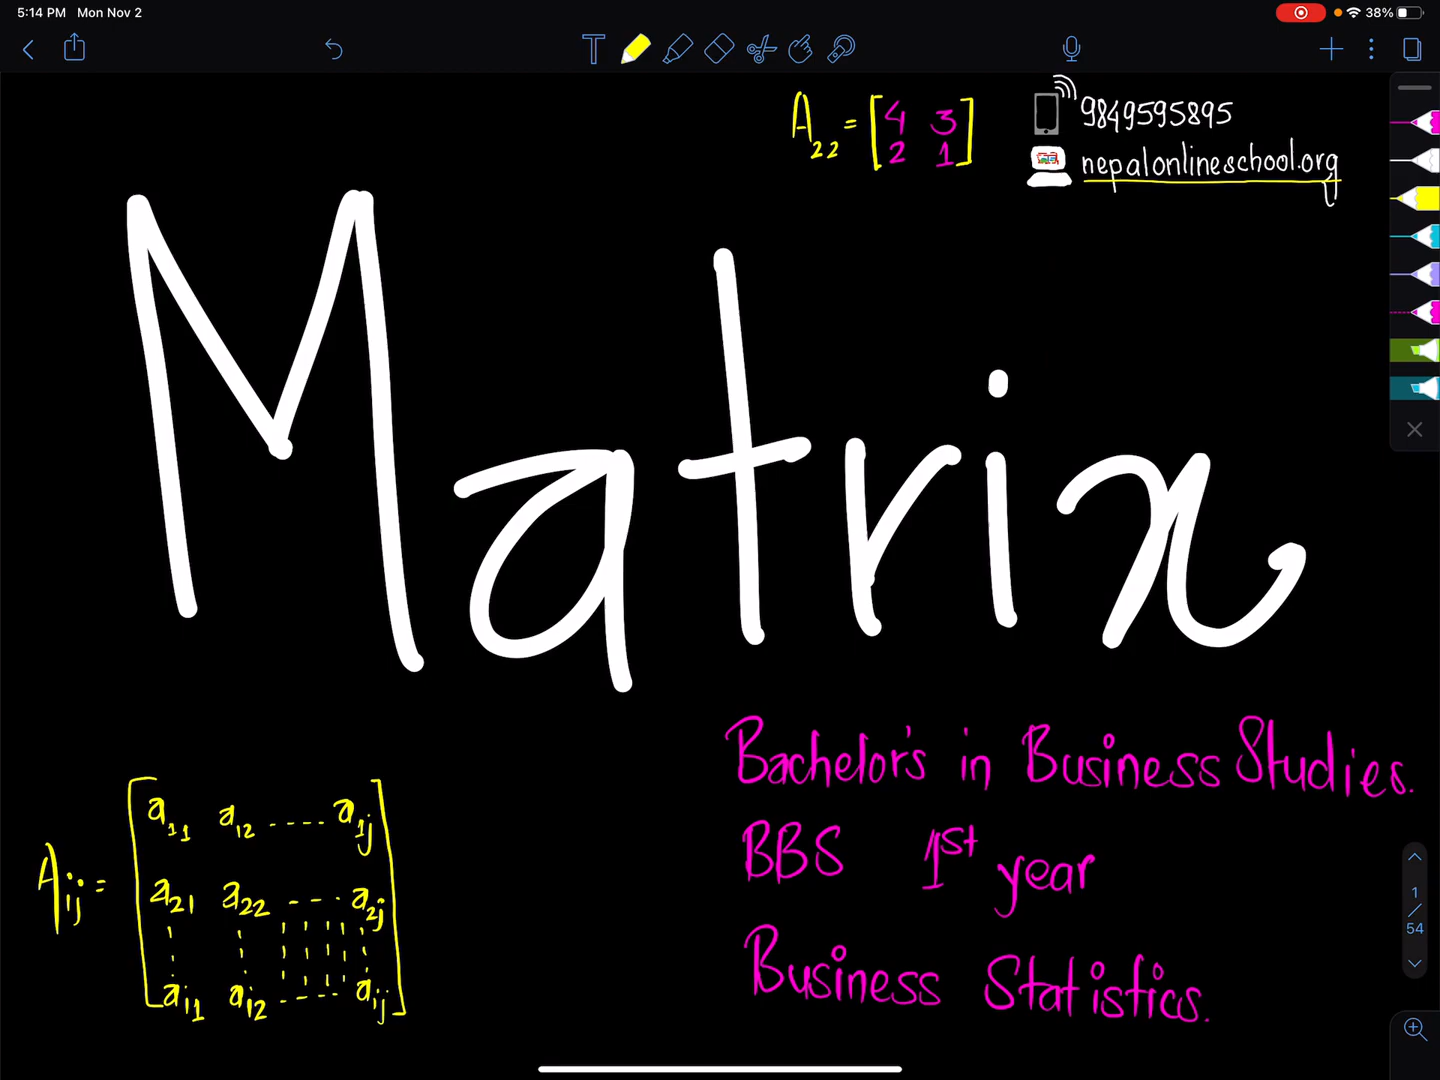 5:14 PM Mon Nov 2
38%
T
A22 = [4 3
2 1]
9849595895
nepalonlineschool.org
Matrix
Bachelor's in Business Studies.
BBS 1st year
Business Statistics.
Aij = [a11 a12 ---- a1j
a21 a22 --- a2j
ai1 ai2 ---- aij]
1
/
54